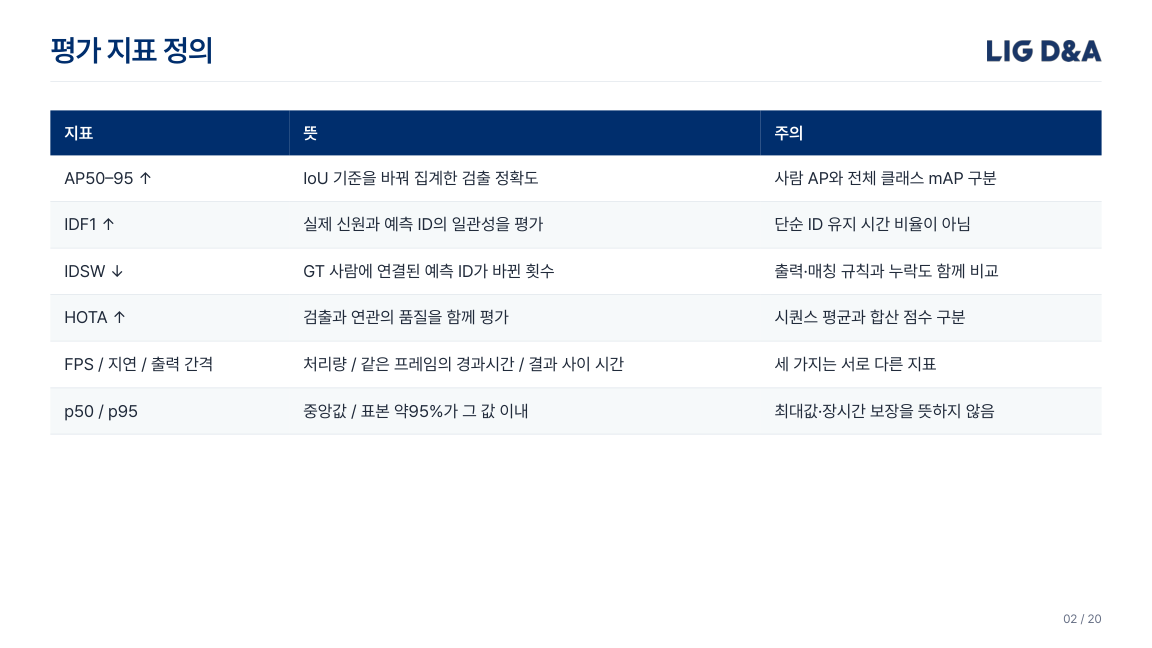 평가 지표 정의
LIG D&A
지표 뜻 주의
AP50–95 ↑ IoU 기준을 바꿔 집계한 검출 정확도 사람 AP와 전체 클래스 mAP 구분
IDF1 ↑ 실제 신원과 예측 ID의 일관성을 평가 단순 ID 유지 시간 비율이 아님
IDSW ↓ GT 사람에 연결된 예측 ID가 바뀐 횟수 출력·매칭 규칙과 누락도 함께 비교
HOTA ↑ 검출과 연관의 품질을 함께 평가 시퀀스 평균과 합산 점수 구분
FPS / 지연 / 출력 간격 처리량 / 같은 프레임의 경과시간 / 결과 사이 시간 세 가지는 서로 다른 지표
p50 / p95 중앙값 / 표본 약95%가 그 값 이내 최대값·장시간 보장을 뜻하지 않음
02 / 20